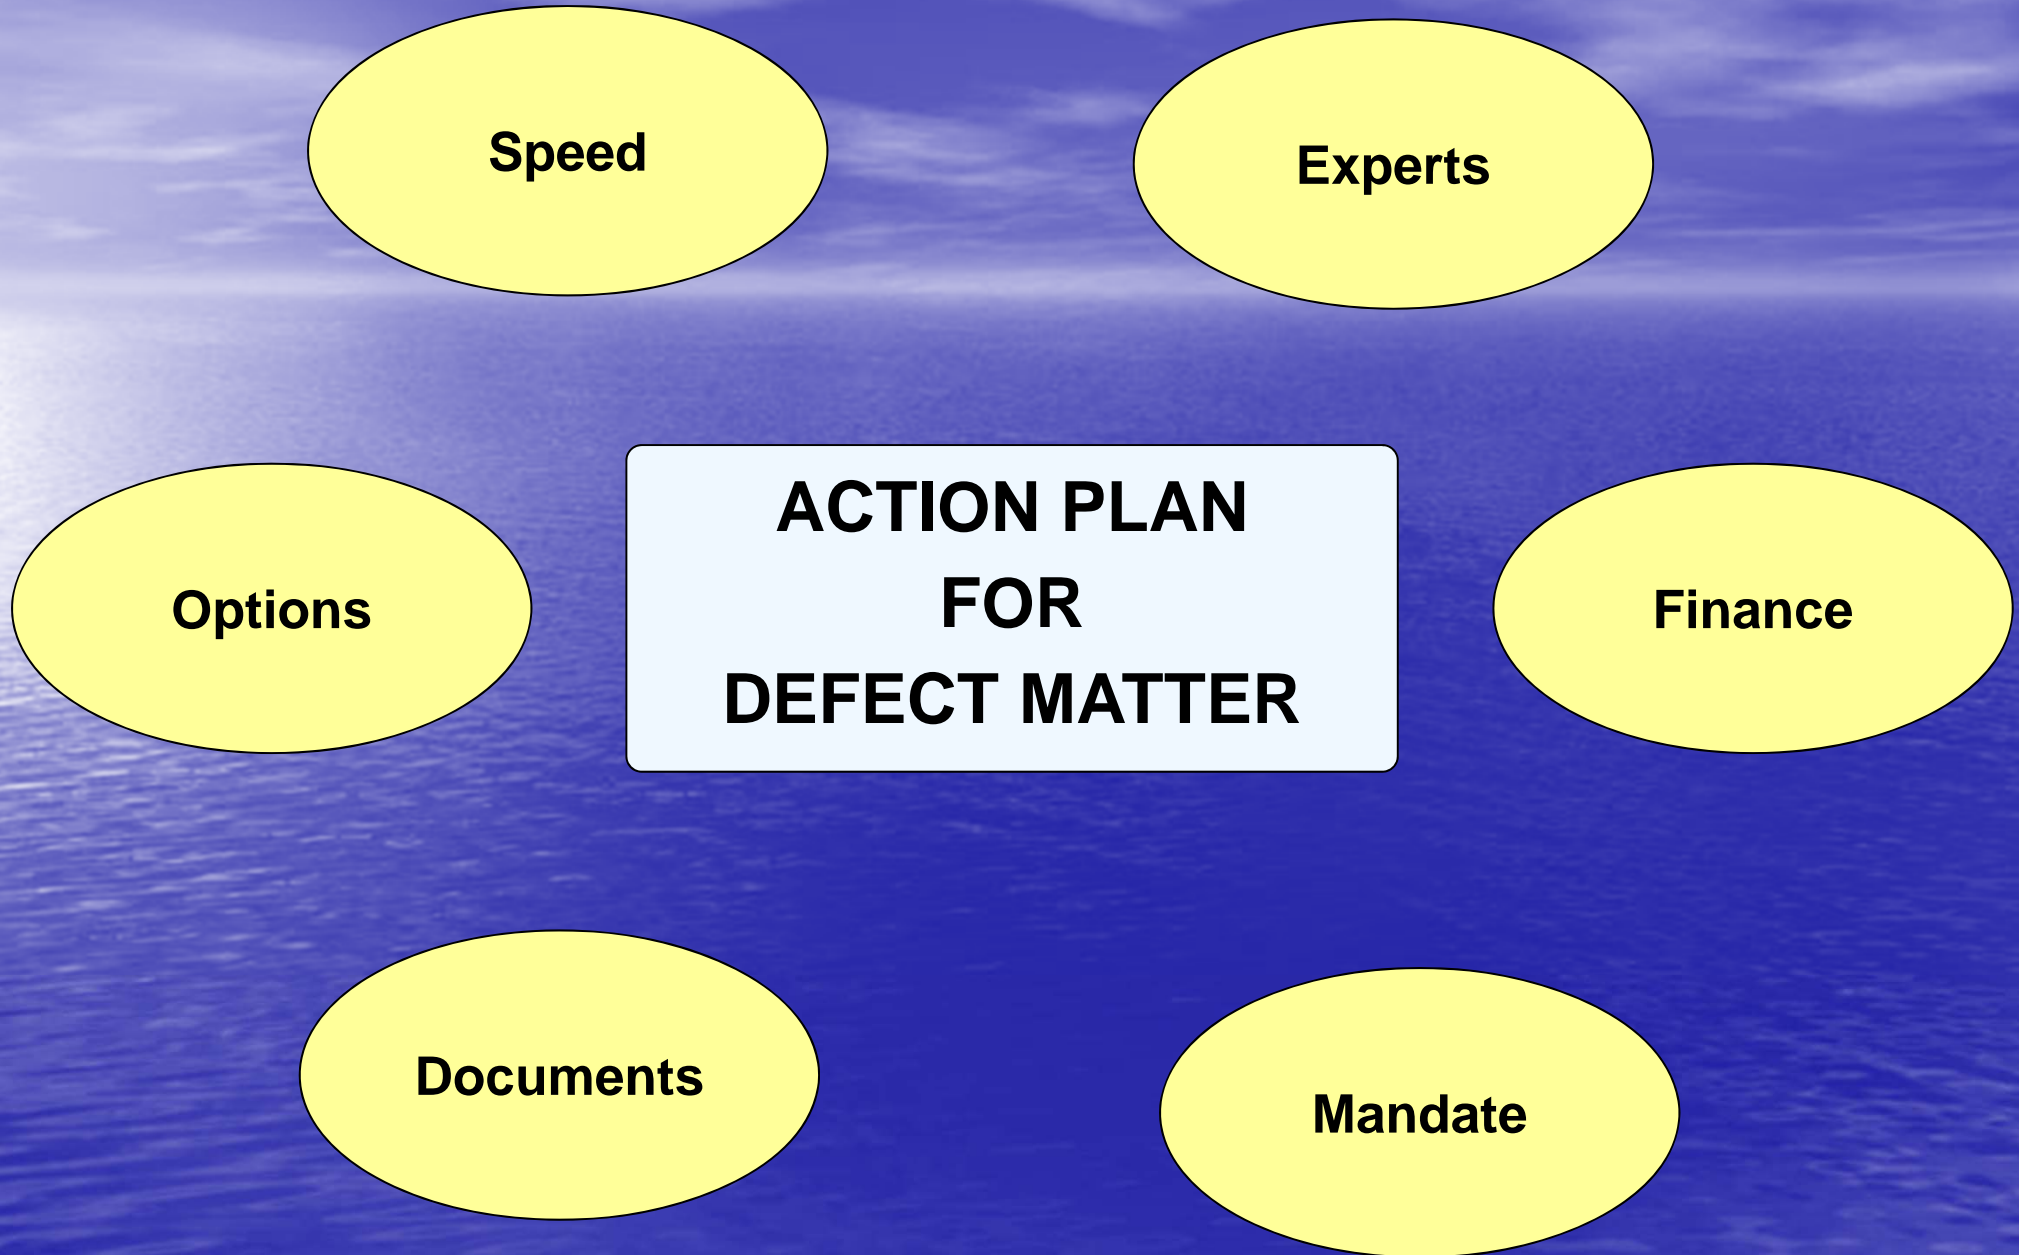 Speed
Experts
ACTION PLAN
FOR
DEFECT MATTER
Options
Finance
Documents
Mandate